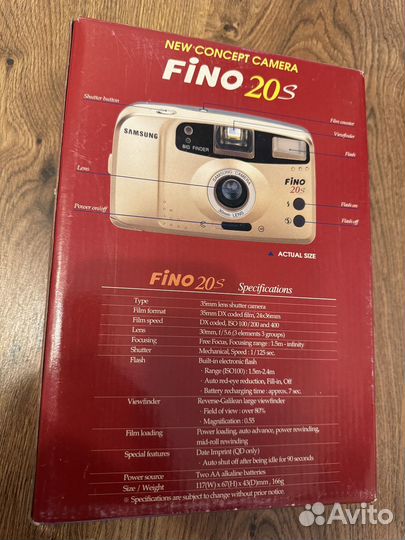 NEW CONCEPT CAMERA
FiNO 20s
Shutter button
Film counter
Viewfinder
SAMSUNG
BIG FINDER
Flash
Lens
SAMSUNG CAMERA
30mm LENS
FiNO
20s
Power on/off
Flash on
Flash off
▲ ACTUAL SIZE
FiNO 20s Specifications
Type 35mm lens shutter camera
Film format 35mm DX coded film, 24x36mm
Film speed DX coded, ISO 100/200 and 400
Lens 30mm, f/5.6 (3 elements 3 groups)
Focusing Free Focus, Focusing range : 1.5m - infinity
Shutter Mechanical, Speed : 1/125 sec.
Flash Built-in electronic flash
· Range (ISO100) : 1.5m-2.4m
· Auto red-eye reduction, Fill-in, Off
· Battery recharging time : approx. 7 sec.
Viewfinder Reverse-Galilean large viewfinder
· Field of view : over 80%
· Magnification : 0.55
Film loading Power loading, auto advance, power rewinding,
mid-roll rewinding
Special features Date Imprint (QD only)
· Auto shut off after being idle for 90 seconds
Power source Two AA alkaline batteries
Size / Weight 117(W) x 67(H) x 43(D)mm , 166g
※ Specifications are subject to change without prior notice.
Avito